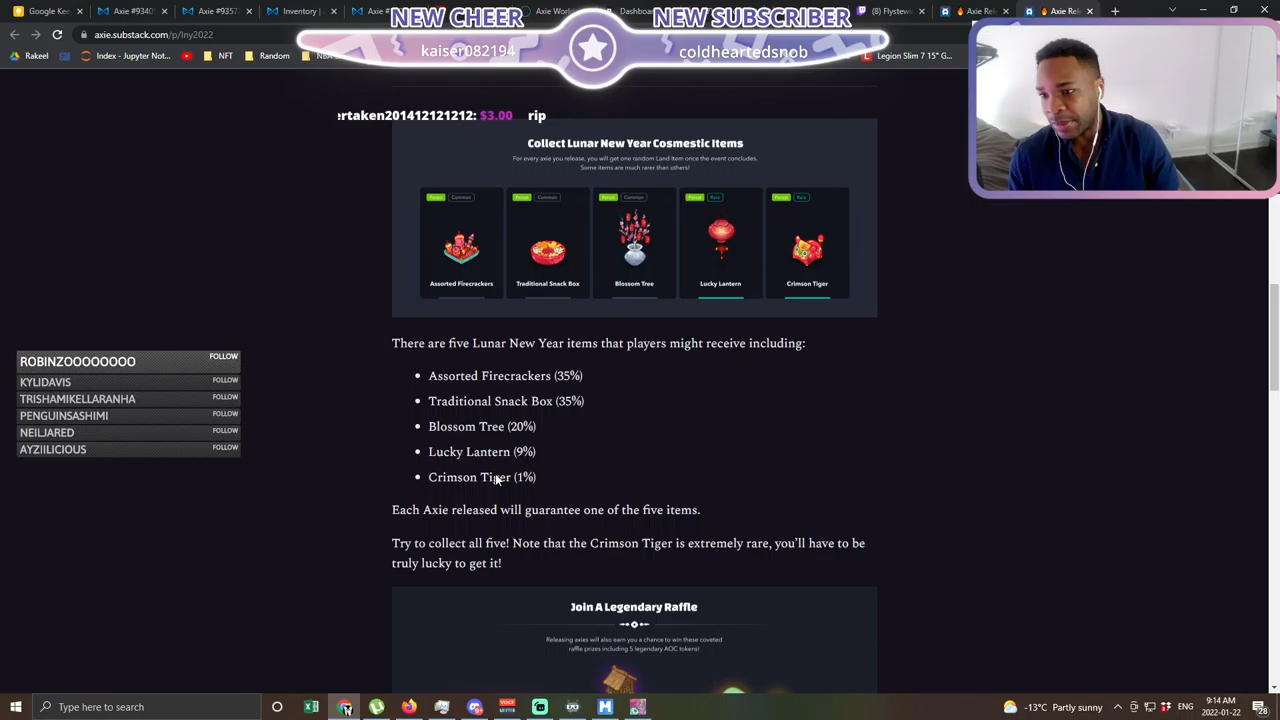 NEW CHEER
NEW SUBSCRIBER
kaiser082194
coldheartedsnob
.com/p/lny2022
NFT
Random
Legion Slim 7 15" G...
ertaken201412121212: $3.00 rip
Collect Lunar New Year Cosmestic Items
For every axie you release, you will get one random Land Item once the event concludes.
Some items are much rarer than others!
Common
Common
Common
Rare
Rare
Assorted Firecrackers
Traditional Snack Box
Blossom Tree
Lucky Lantern
Crimson Tiger
There are five Lunar New Year items that players might receive including:
Assorted Firecrackers (35%)
Traditional Snack Box (35%)
Blossom Tree (20%)
Lucky Lantern (9%)
Crimson Tiger (1%)
Each Axie released will guarantee one of the five items.
Try to collect all five! Note that the Crimson Tiger is extremely rare, you'll have to be
truly lucky to get it!
Join A Legendary Raffle
Releasing axies will also earn you a chance to win these coveted
raffle prizes including 5 legendary AOC tokens!
ROBINZOOOOOOOO FOLLOW
KYLIDAVIS FOLLOW
TRISHAMIKELLARANHA FOLLOW
PENGUINSASHIMI FOLLOW
NEILJARED FOLLOW
AYZIILICIOUS FOLLOW
Type here to search
-13°C Partly sunny
9:14 AM
2022-01-22